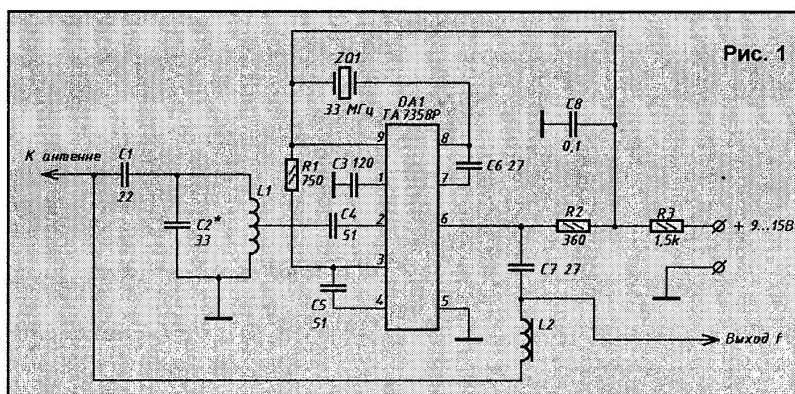 Рис. 1
ZQ1
33 МГц
DA1
TA7358P
C8
0,1
К антенне
C1
22
9
8
R1
750
C3 120
1
7
C6 27
L1
C2*
33
C4
51
2
6
R2
360
R3
1,5k
+ 9...15В
3
C7 27
C5
51
4
5
L2
Выход f